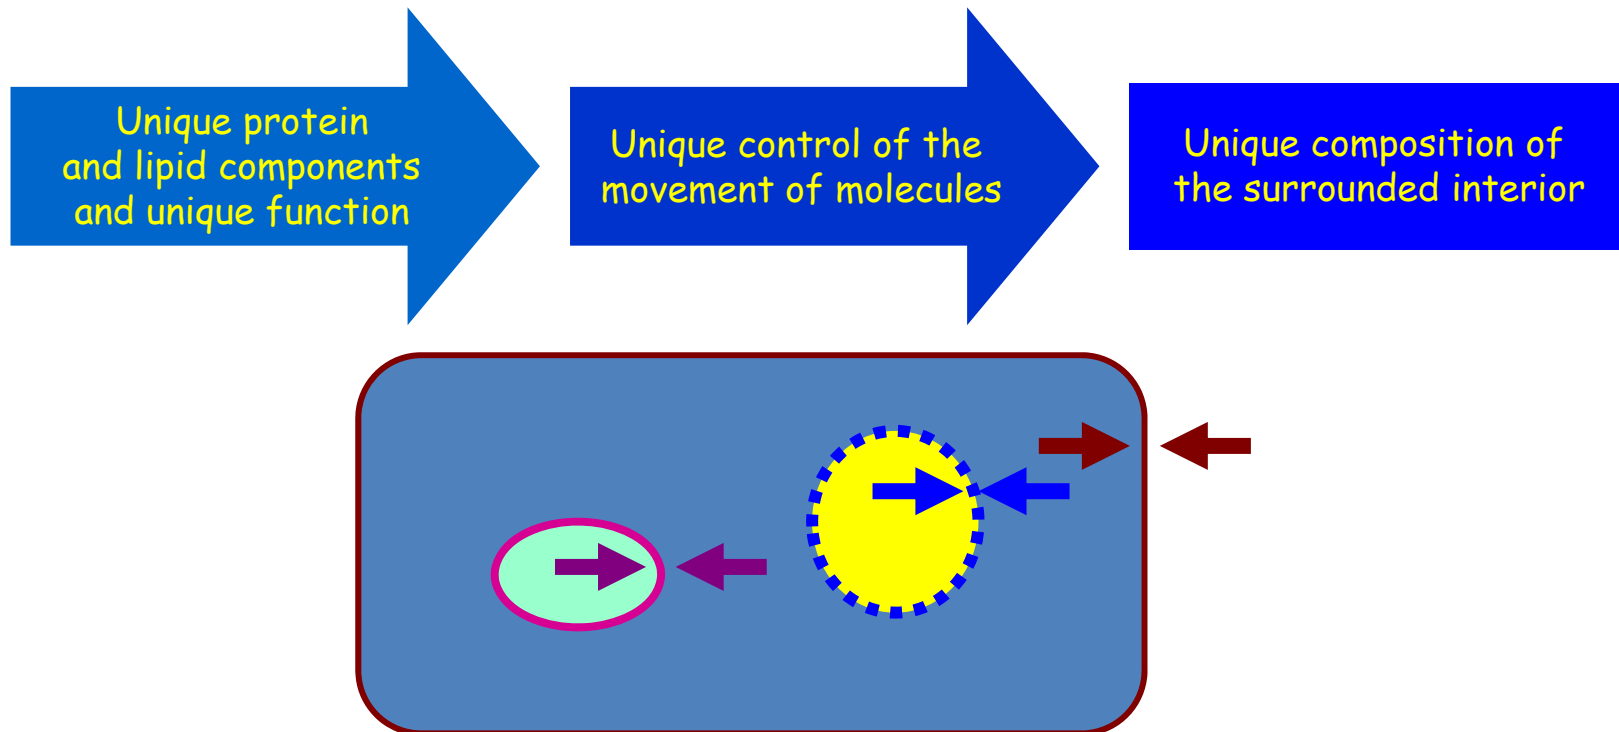 Unique protein
and lipid components
and unique function
Unique control of the
movement of molecules
Unique composition of
the surrounded interior